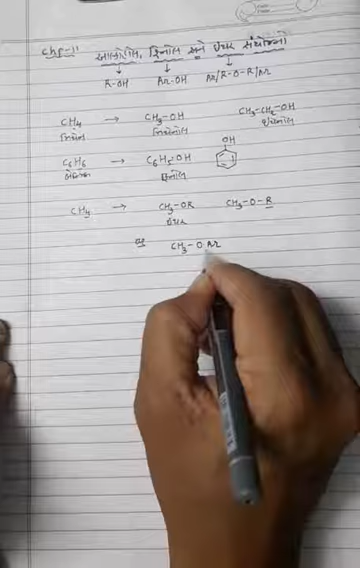 Ch:-11 આલ્કોહોલ, ફિનોલ અને ઈથર સંયોજનો
R-OH Ar-OH Ar/R-O-R/Ar
CH₄ → CH₃-OH CH₃-CH₂-OH
મિથેન મિથેનોલ ઈથેનોલ
OH
C₆H₆ → C₆H₅-OH
બેન્ઝિન ફિનોલ
CH₄ → CH₃-OR CH₃-O-R
ઈથર
CH₃-O-Ar